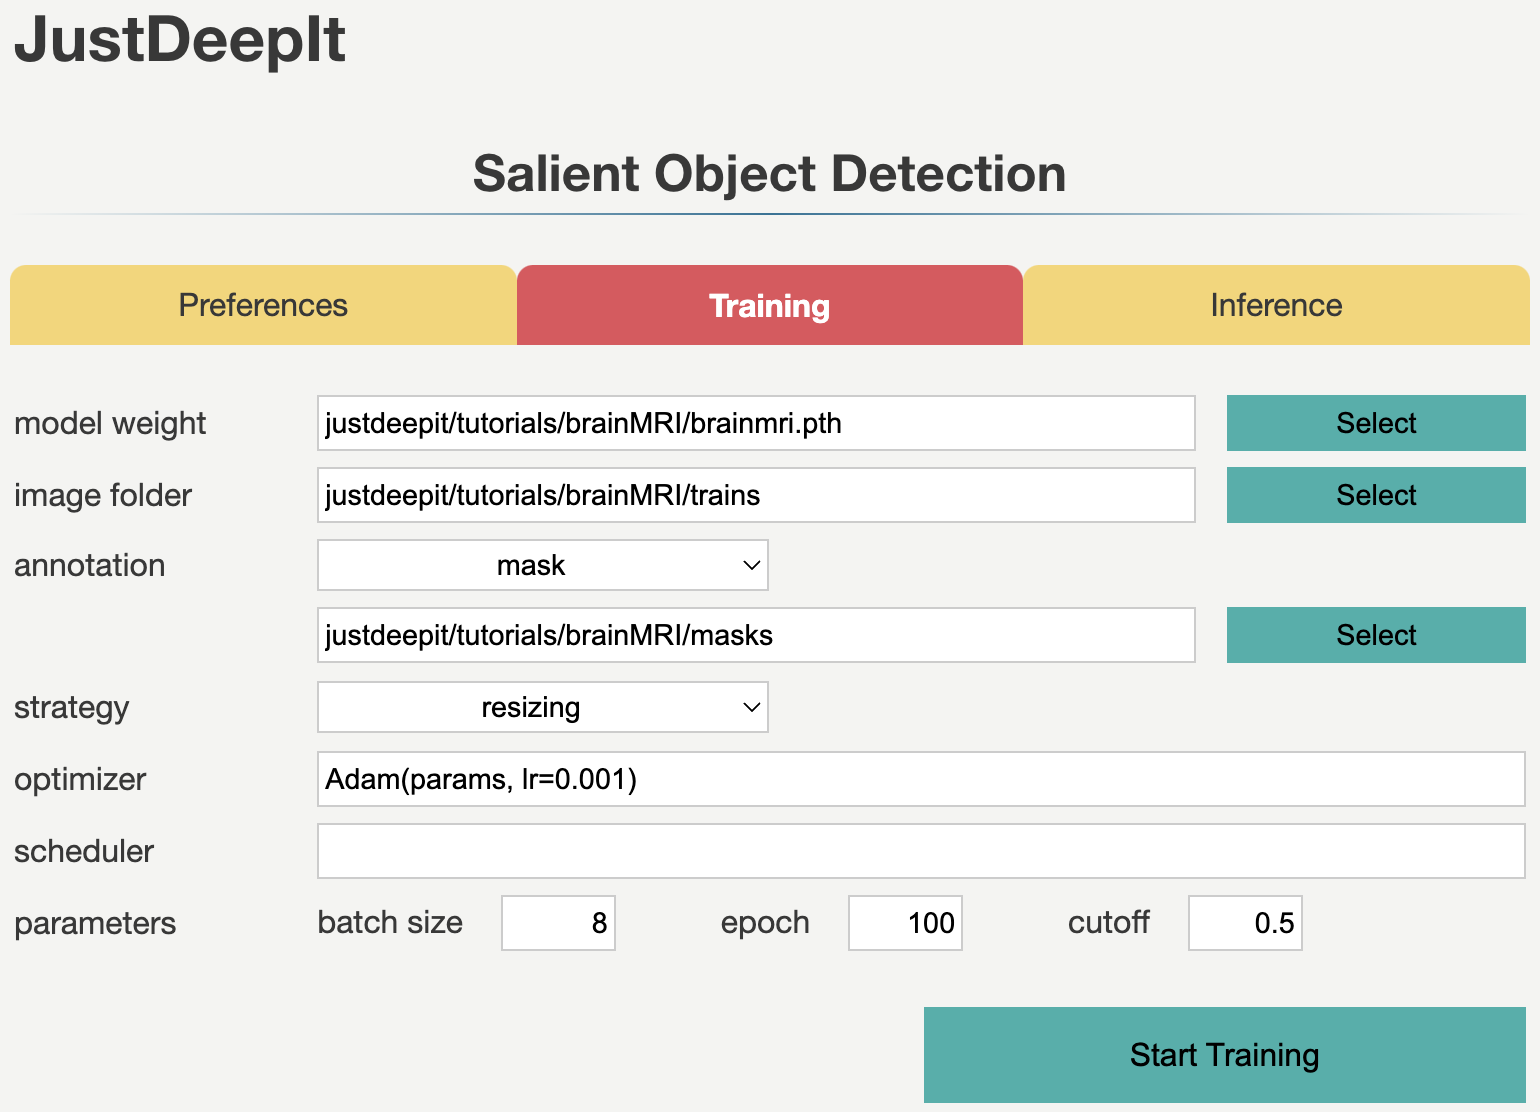 JustDeepIt
Salient Object Detection
Preferences Training Inference
model weight justdeepit/tutorials/brainMRI/brainmri.pth Select
image folder justdeepit/tutorials/brainMRI/trains Select
annotation mask
justdeepit/tutorials/brainMRI/masks Select
strategy resizing
optimizer Adam(params, lr=0.001)
scheduler
parameters batch size 8 epoch 100 cutoff 0.5
Start Training